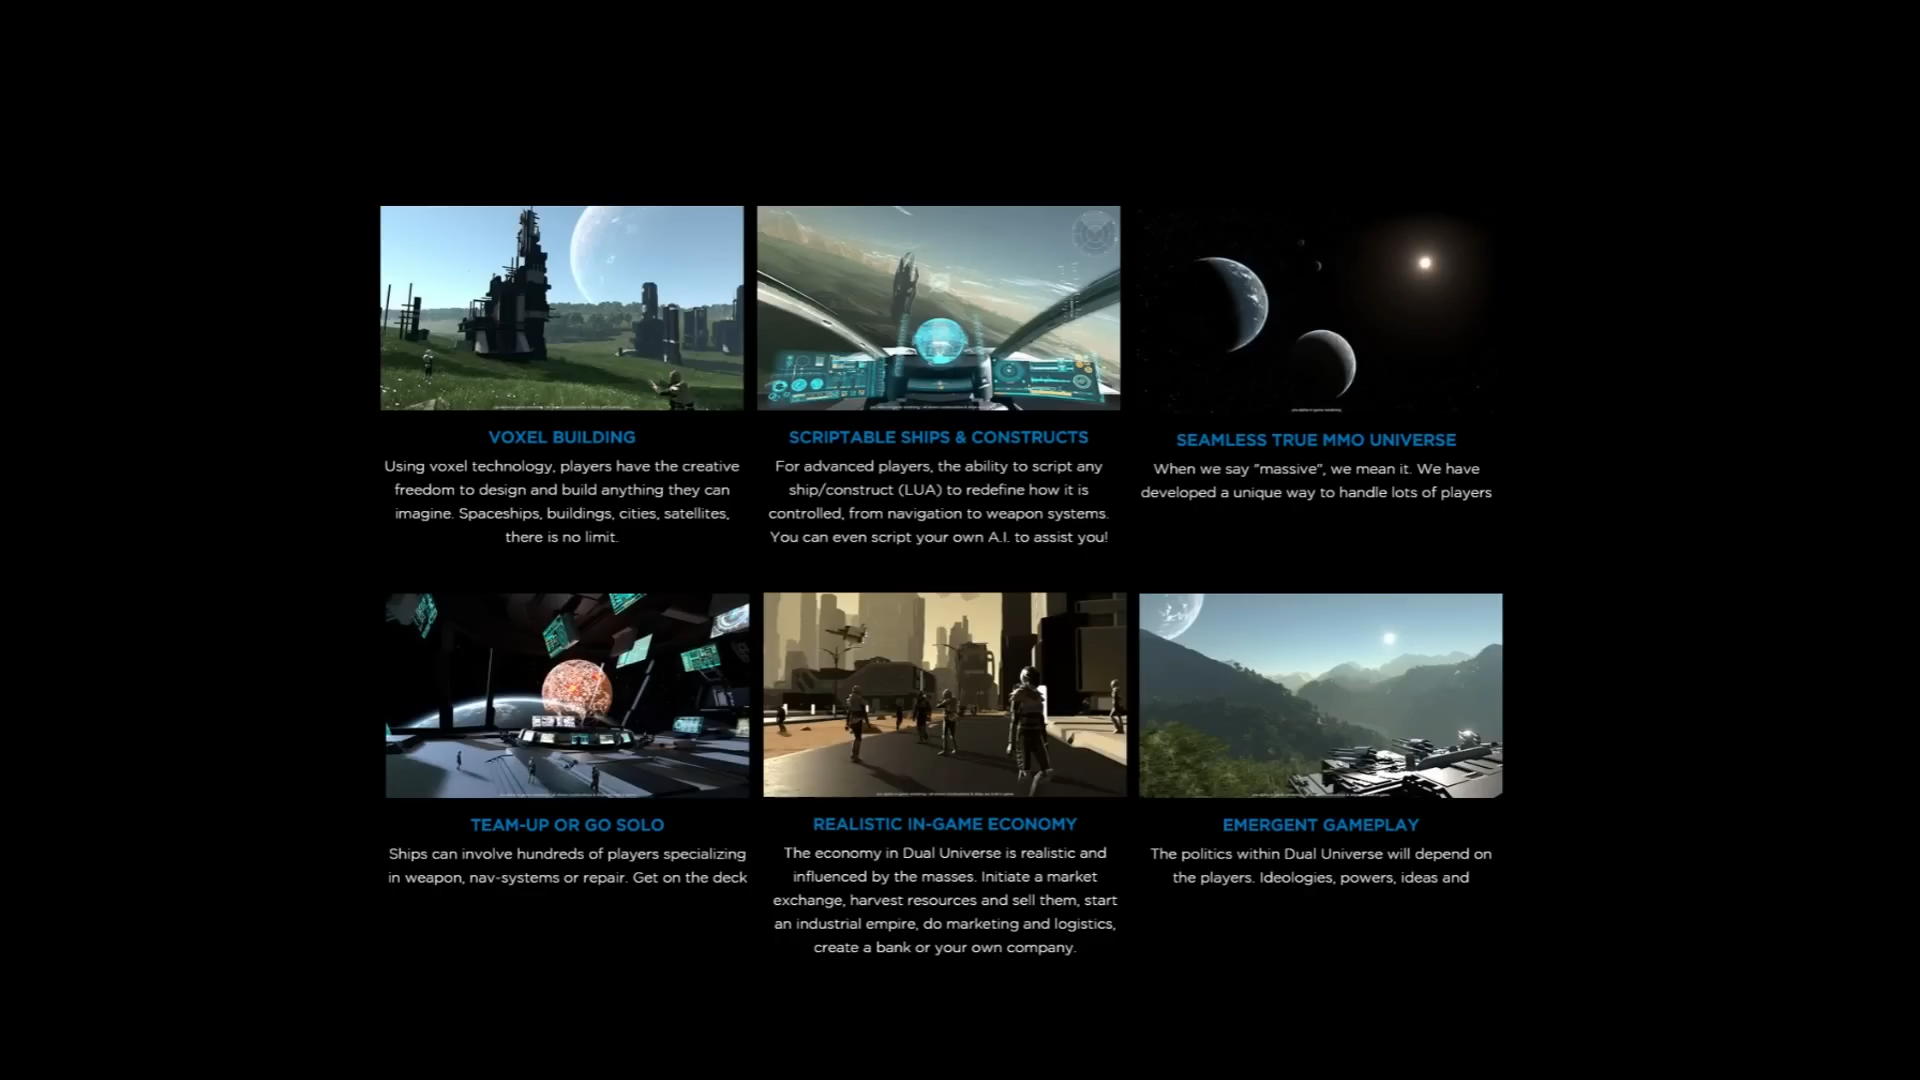 VOXEL BUILDING
Using voxel technology, players have the creative
freedom to design and build anything they can
imagine. Spaceships, buildings, cities, satellites,
there is no limit.
SCRIPTABLE SHIPS & CONSTRUCTS
For advanced players, the ability to script any
ship/construct (LUA) to redefine how it is
controlled, from navigation to weapon systems.
You can even script your own A.I. to assist you!
SEAMLESS TRUE MMO UNIVERSE
When we say "massive", we mean it. We have
developed a unique way to handle lots of players
TEAM-UP OR GO SOLO
Ships can involve hundreds of players specializing
in weapon, nav-systems or repair. Get on the deck
REALISTIC IN-GAME ECONOMY
The economy in Dual Universe is realistic and
influenced by the masses. Initiate a market
exchange, harvest resources and sell them, start
an industrial empire, do marketing and logistics,
create a bank or your own company.
EMERGENT GAMEPLAY
The politics within Dual Universe will depend on
the players. Ideologies, powers, ideas and